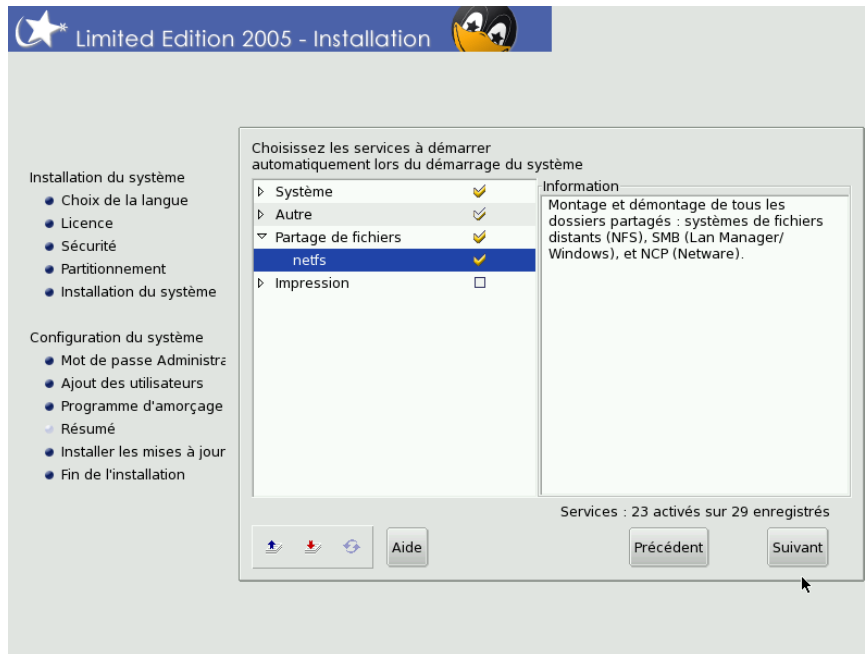 Limited Edition 2005 - Installation
Installation du système
Choix de la langue
Licence
Sécurité
Partitionnement
Installation du système
Configuration du système
Mot de passe Administra
Ajout des utilisateurs
Programme d'amorçage
Résumé
Installer les mises à jour
Fin de l'installation
Choisissez les services à démarrer
automatiquement lors du démarrage du système
Système
Autre
Partage de fichiers
netfs
Impression
Information
Montage et démontage de tous les
dossiers partagés : systèmes de fichiers
distants (NFS), SMB (Lan Manager/
Windows), et NCP (Netware).
Services : 23 activés sur 29 enregistrés
Aide
Précédent
Suivant